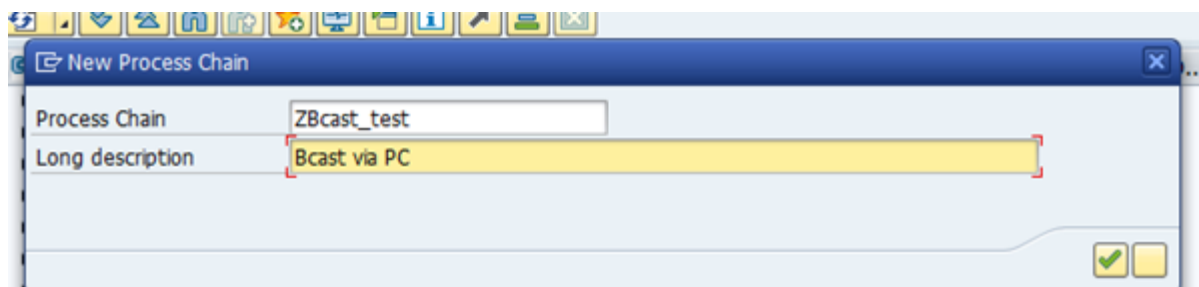 New Process Chain
Process Chain ZBcast_test
Long description Bcast via PC